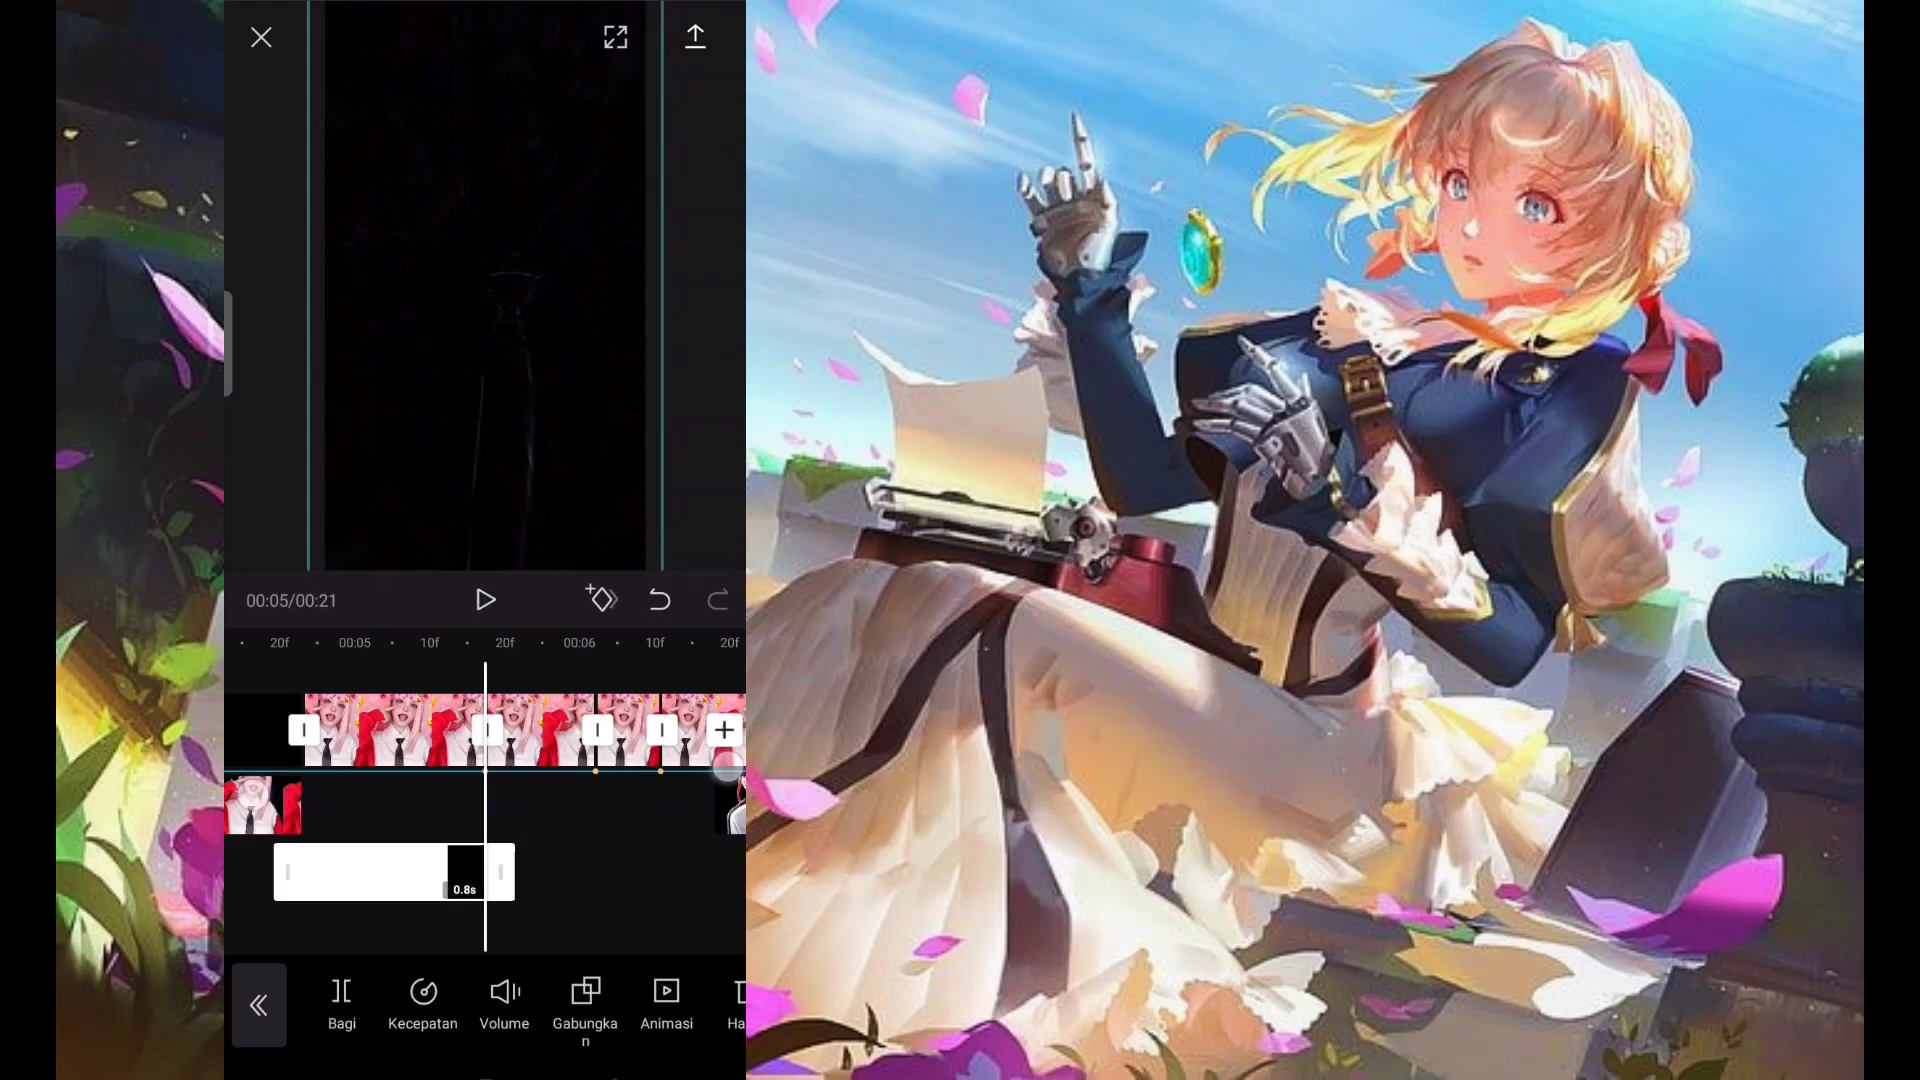 00:05/00:21
20f 00:05 10f 20f 00:06 10f 20f
0.8s
Bagi Kecepatan Volume Gabungka Animasi Ha
n